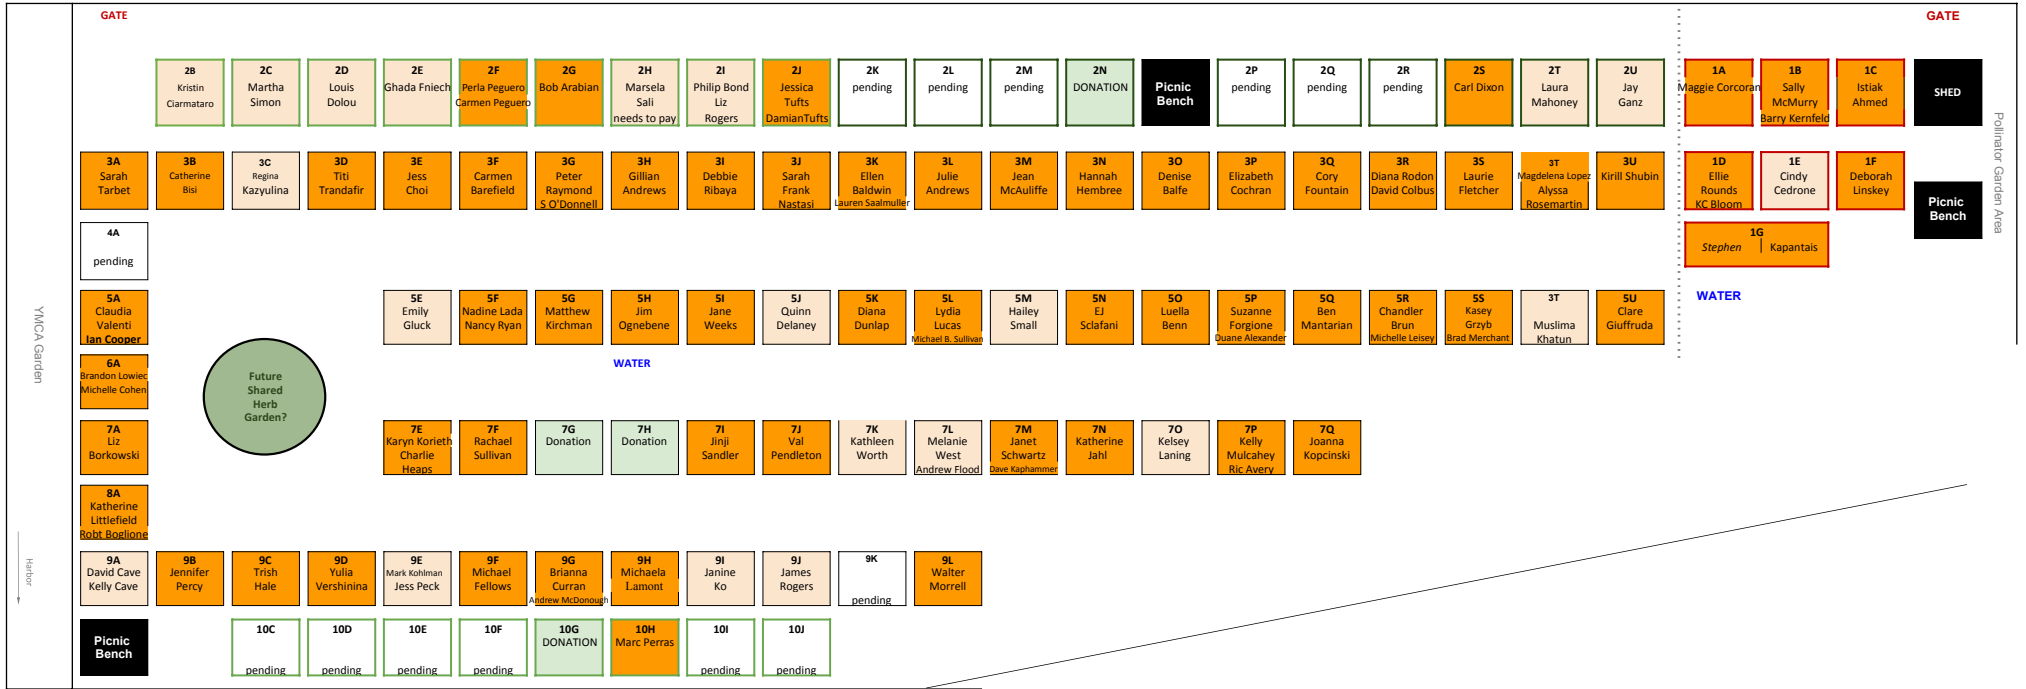 GATE
GATE
2B
Kristin
Ciarmataro
2C
Martha
Simon
2D
Louis
Dolou
2E
Ghada Fniech
2F
Perla Peguero
Carmen Peguero
2G
Bob Arabian
2H
Marsela
Sali
needs to pay
2I
Philip Bond
Liz
Rogers
2J
Jessica
Tufts
DamianTufts
2K
pending
2L
pending
2M
pending
2N
DONATION
Picnic
Bench
2P
pending
2Q
pending
2R
pending
2S
Carl Dixon
2T
Laura
Mahoney
2U
Jay
Ganz
1A
Maggie Corcoran
1B
Sally
McMurry
Barry Kernfeld
1C
Istiak
Ahmed
SHED
Pollinator Garden Area
3A
Sarah
Tarbet
3B
Catherine
Bisi
3C
Regina
Kazyulina
3D
Titi
Trandafir
3E
Jess
Choi
3F
Carmen
Barefield
3G
Peter
Raymond
S O'Donnell
3H
Gillian
Andrews
3I
Debbie
Ribaya
3J
Sarah
Frank
Nastasi
3K
Ellen
Baldwin
Lauren Saalmuller
3L
Julie
Andrews
3M
Jean
McAuliffe
3N
Hannah
Hembree
3O
Denise
Balfe
3P
Elizabeth
Cochran
3Q
Cory
Fountain
3R
Diana Rodon
David Colbus
3S
Laurie
Fletcher
3T
Magdelena Lopez
Alyssa
Rosemartin
3U
Kirill Shubin
1D
Ellie
Rounds
KC Bloom
1E
Cindy
Cedrone
1F
Deborah
Linskey
Picnic
Bench
4A
pending
1G
Stephen
Kapantais
WATER
YMCA Garden
5A
Claudia
Valenti
Ian Cooper
5E
Emily
Gluck
5F
Nadine Lada
Nancy Ryan
5G
Matthew
Kirchman
5H
Jim
Ognebene
5I
Jane
Weeks
5J
Quinn
Delaney
5K
Diana
Dunlap
5L
Lydia
Lucas
Michael B. Sullivan
5M
Hailey
Small
5N
EJ
Sclafani
5O
Luella
Benn
5P
Suzanne
Forgione
Duane Alexander
5Q
Ben
Mantarian
5R
Chandler
Brun
Michelle Leisey
5S
Kasey
Grzyb
Brad Merchant
3T
Muslima
Khatun
5U
Clare
Giuffruda
WATER
6A
Brandon Lowiec
Michelle Cohen
Future
Shared
Herb
Garden?
7A
Liz
Borkowski
7E
Karyn Korieth
Charlie
Heaps
7F
Rachael
Sullivan
7G
Donation
7H
Donation
7I
Jinji
Sandler
7J
Val
Pendleton
7K
Kathleen
Worth
7L
Melanie
West
Andrew Flood
7M
Janet
Schwartz
Dave Kaphammer
7N
Katherine
Jahl
7O
Kelsey
Laning
7P
Kelly
Mulcahey
Ric Avery
7Q
Joanna
Kopcinski
8A
Katherine
Littlefield
Robt Boglione
Harbor
9A
David Cave
Kelly Cave
9B
Jennifer
Percy
9C
Trish
Hale
9D
Yulia
Vershinina
9E
Mark Kohlman
Jess Peck
9F
Michael
Fellows
9G
Brianna
Curran
Andrew McDonough
9H
Michaela
Lamont
9I
Janine
Ko
9J
James
Rogers
9K
pending
9L
Walter
Morrell
Picnic
Bench
10C
pending
10D
pending
10E
pending
10F
pending
10G
DONATION
10H
Marc Perras
10I
pending
10J
pending